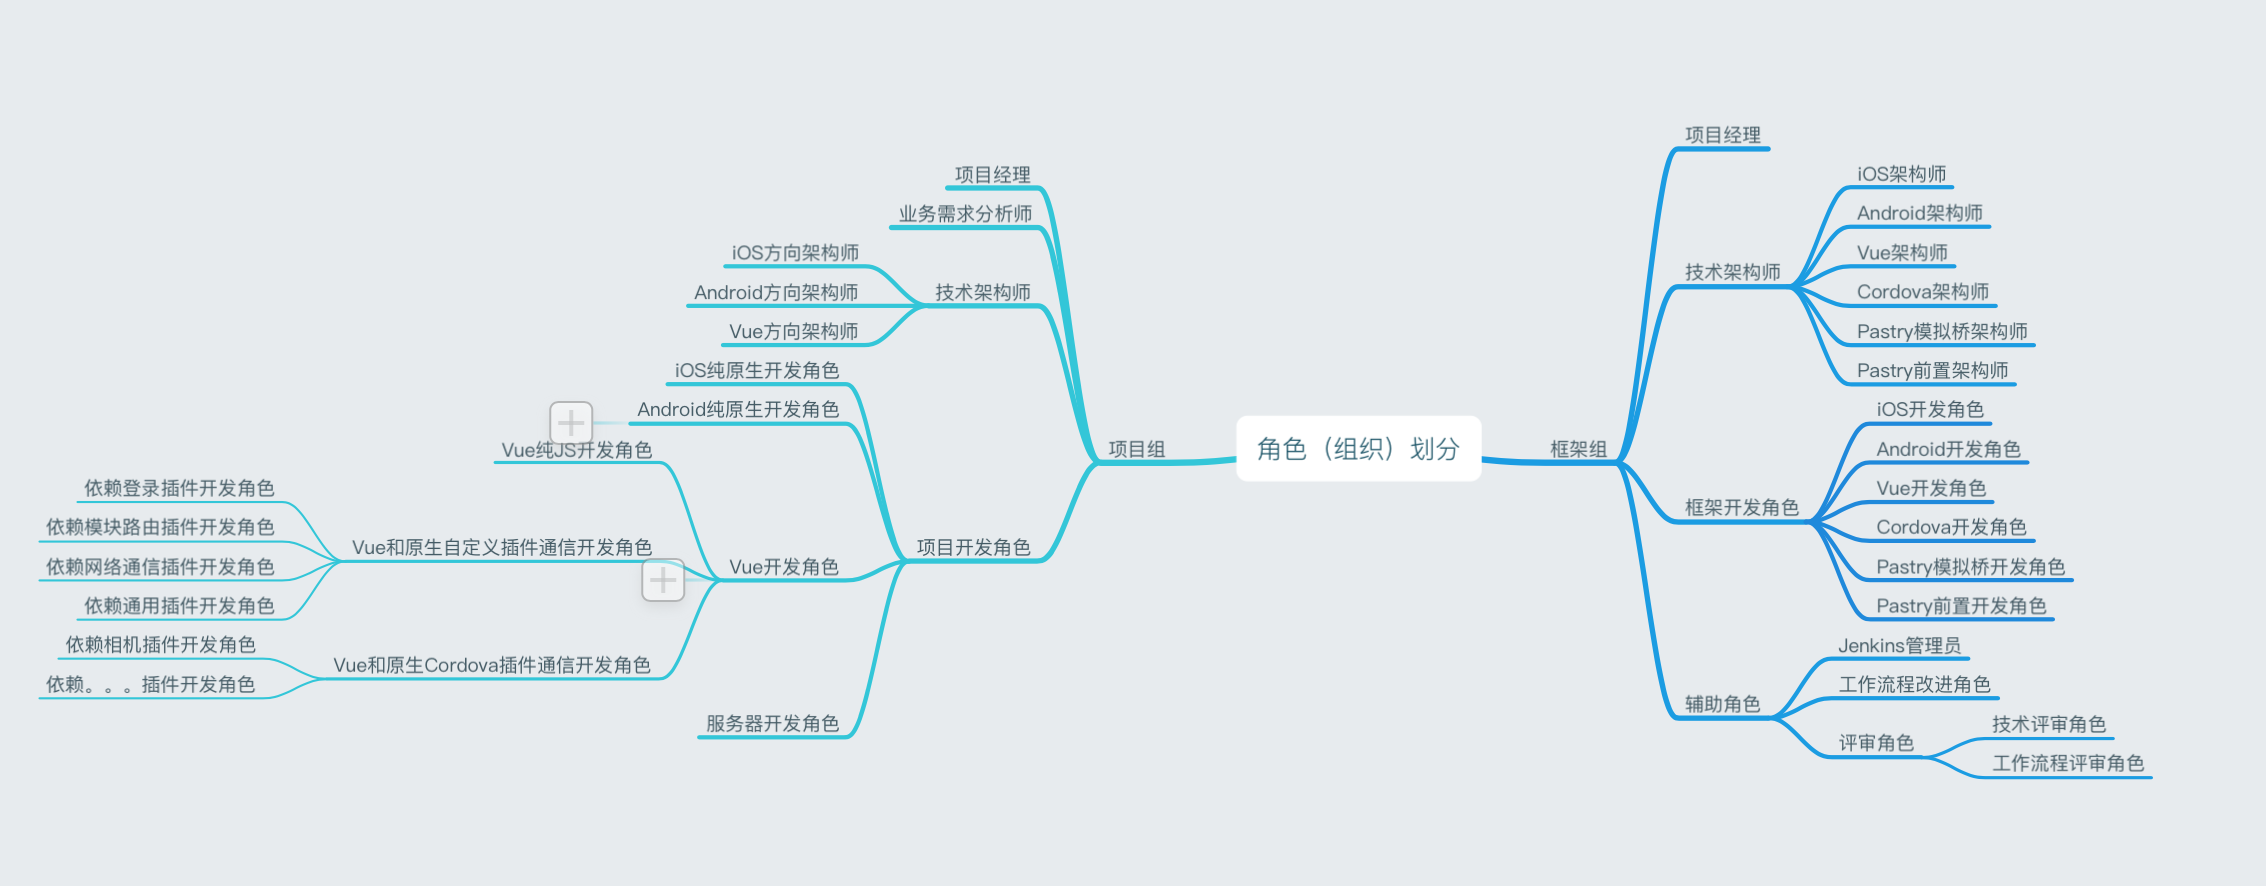 角色（组织）划分
项目组
项目经理
业务需求分析师
技术架构师
iOS方向架构师
Android方向架构师
Vue方向架构师
项目开发角色
iOS纯原生开发角色
Android纯原生开发角色
Vue开发角色
Vue纯JS开发角色
Vue和原生自定义插件通信开发角色
依赖登录插件开发角色
依赖模块路由插件开发角色
依赖网络通信插件开发角色
依赖通用插件开发角色
Vue和原生Cordova插件通信开发角色
依赖相机插件开发角色
依赖。。。插件开发角色
服务器开发角色
框架组
项目经理
技术架构师
iOS架构师
Android架构师
Vue架构师
Cordova架构师
Pastry模拟桥架构师
Pastry前置架构师
框架开发角色
iOS开发角色
Android开发角色
Vue开发角色
Cordova开发角色
Pastry模拟桥开发角色
Pastry前置开发角色
辅助角色
Jenkins管理员
工作流程改进角色
评审角色
技术评审角色
工作流程评审角色